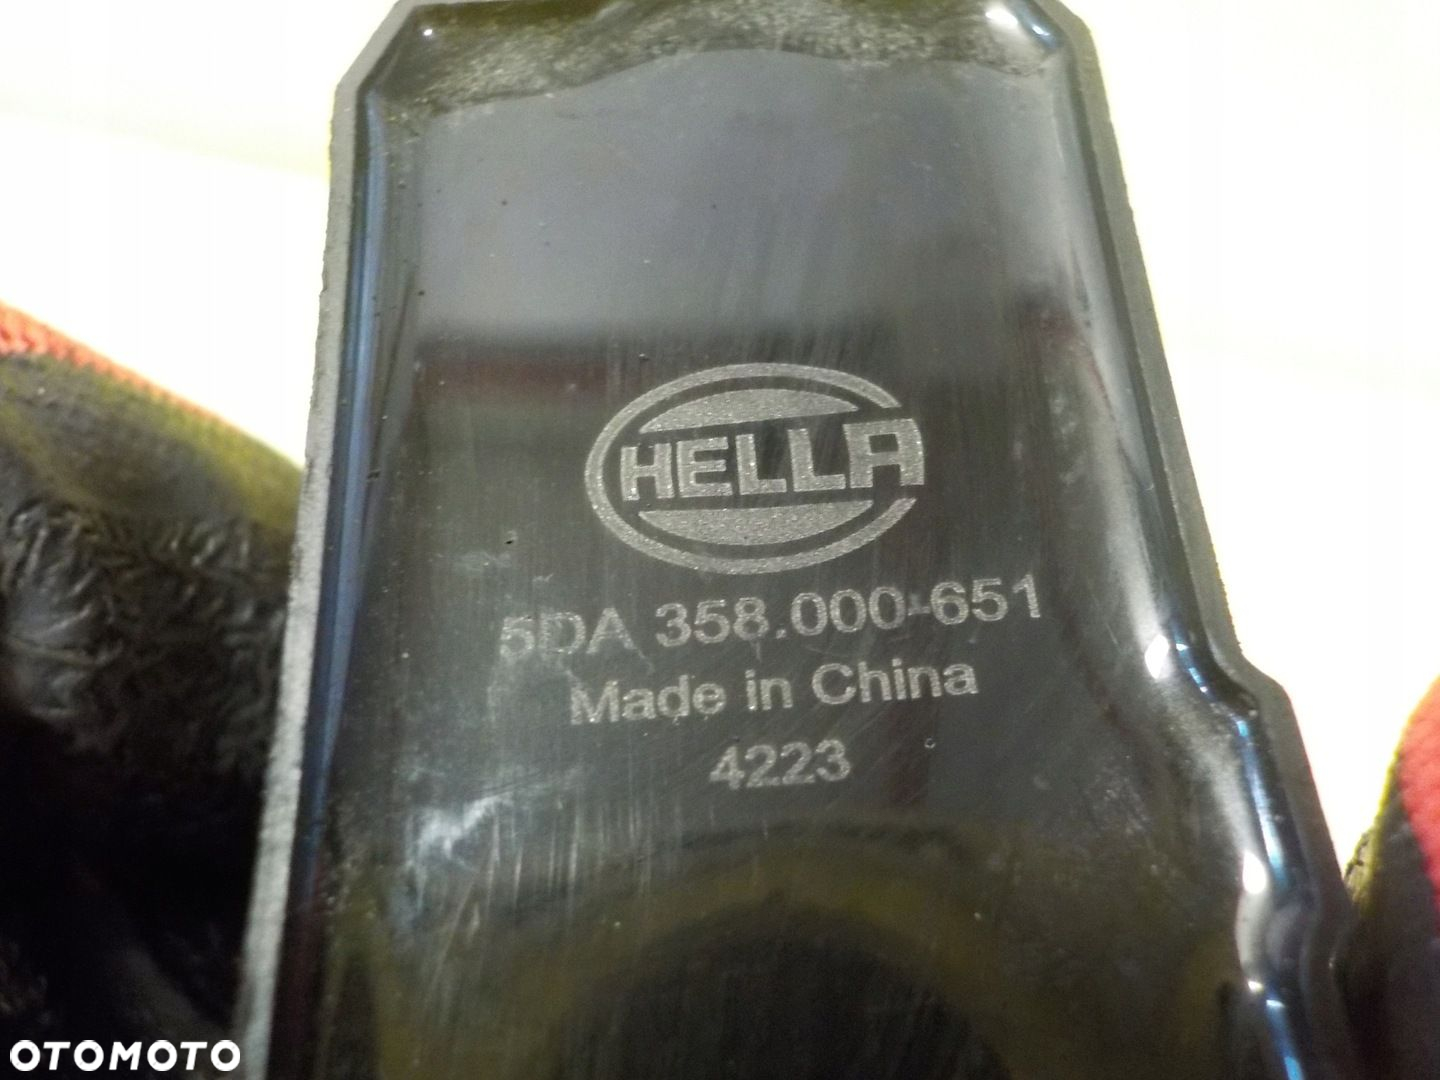 HELLA
5DA 358.000-651
Made in China
4223
OTOMOTO